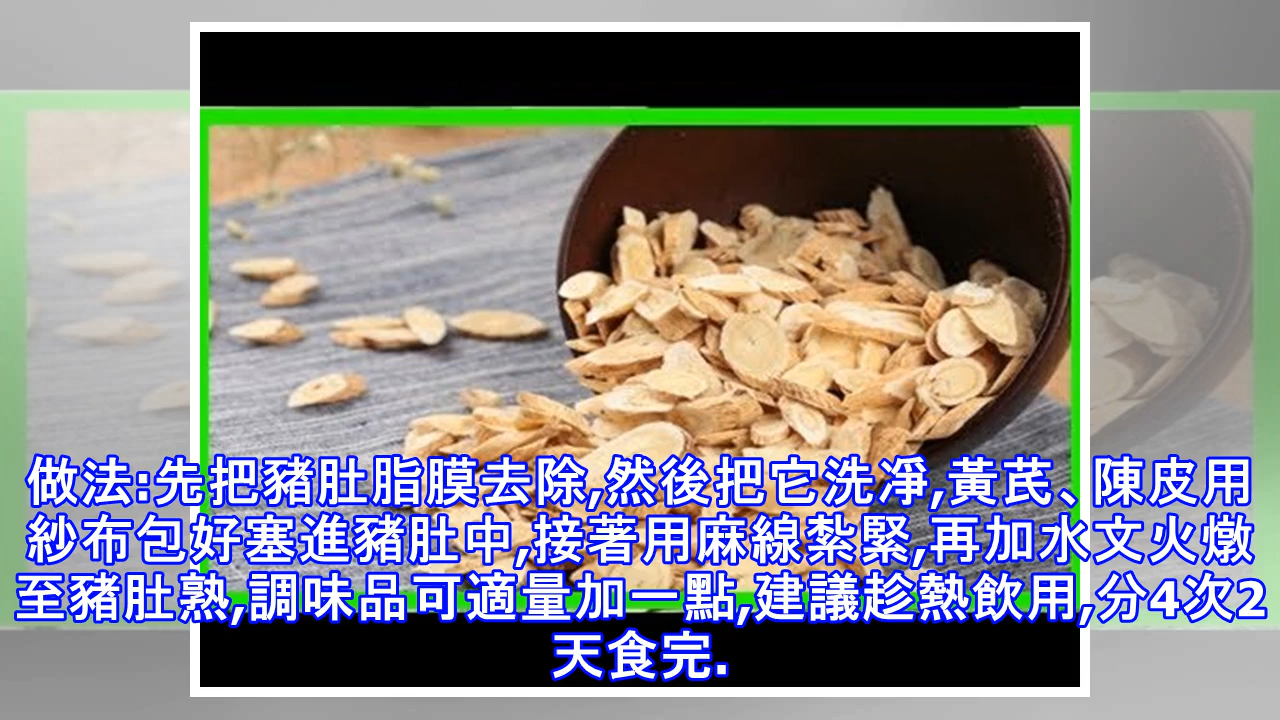 做法:先把豬肚脂膜去除,然後把它洗凈,黃芪、陳皮用
紗布包好塞進豬肚中,接著用麻線紮緊,再加水文火燉
至豬肚熟,調味品可適量加一點,建議趁熱飲用,分4次2
天食完.